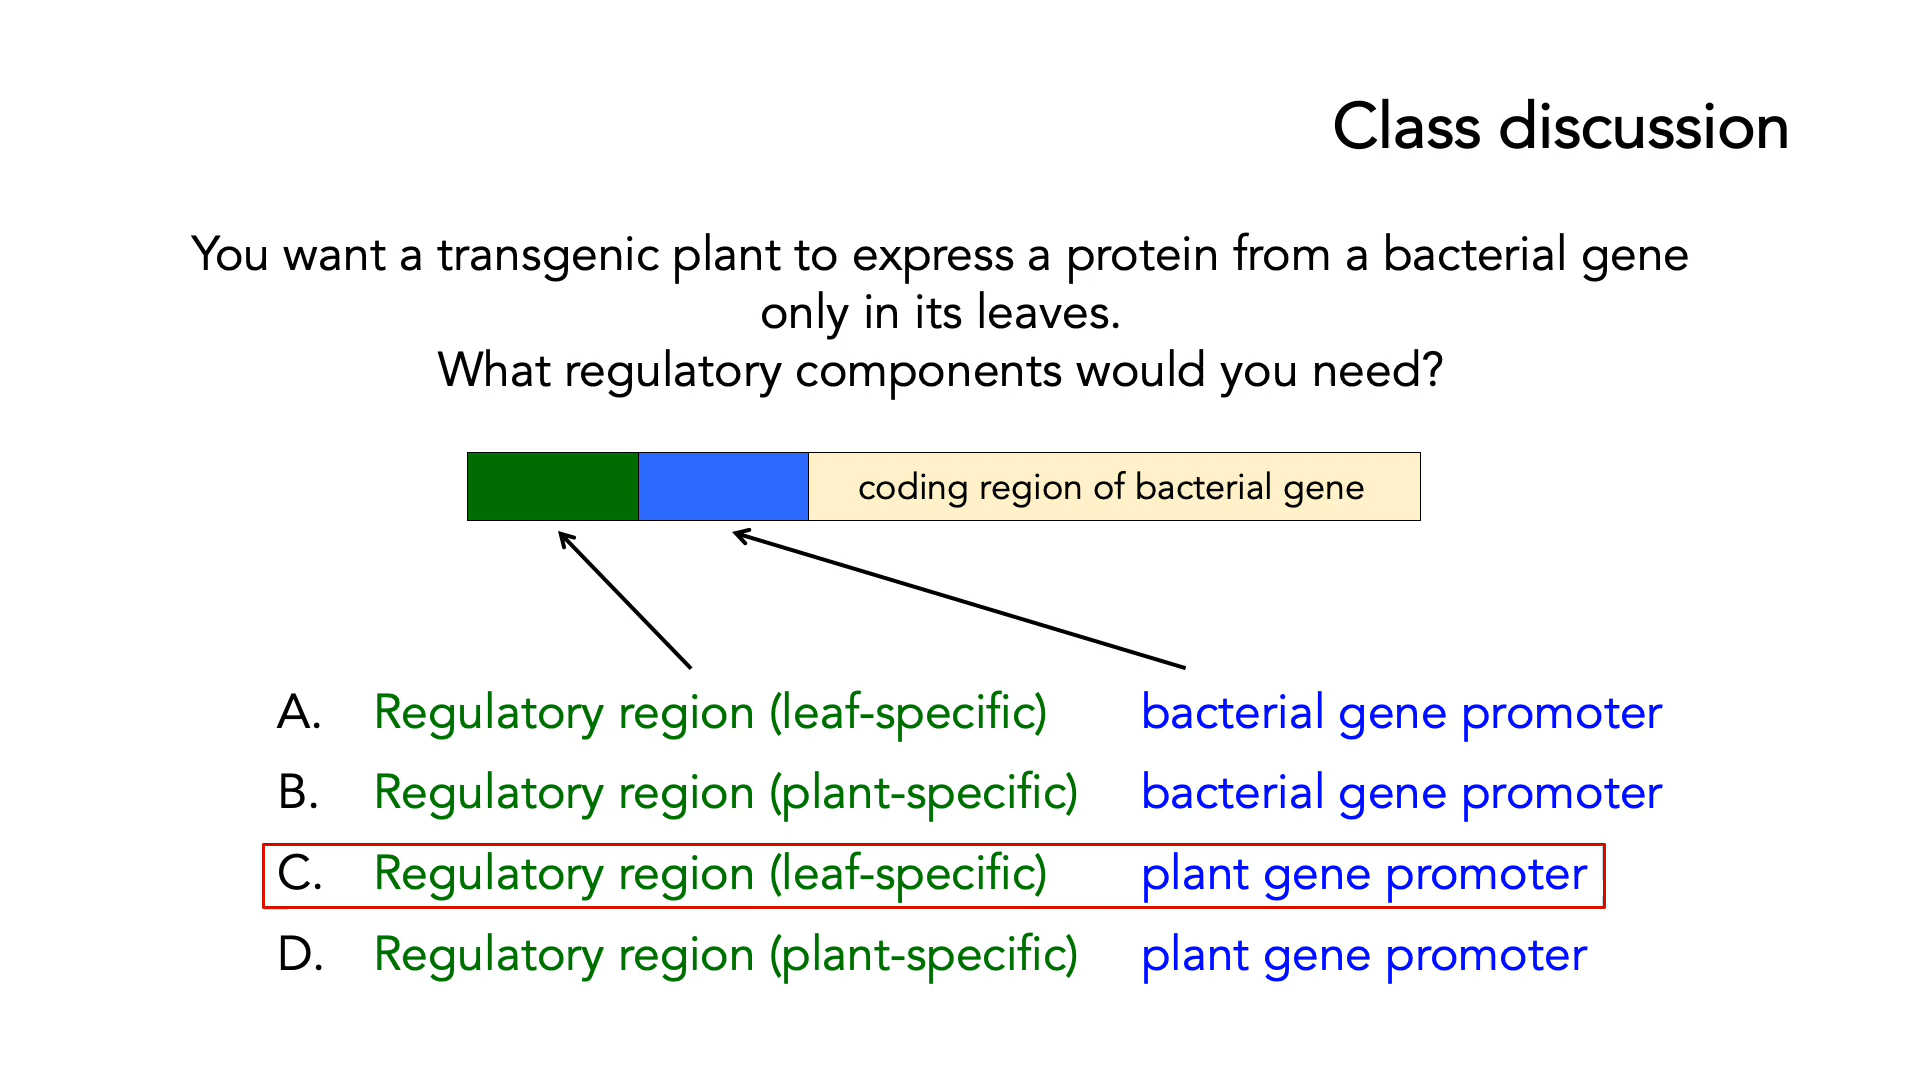 Class discussion
You want a transgenic plant to express a protein from a bacterial gene
only in its leaves.
What regulatory components would you need?
coding region of bacterial gene
A. Regulatory region (leaf-specific) bacterial gene promoter
B. Regulatory region (plant-specific) bacterial gene promoter
C. Regulatory region (leaf-specific) plant gene promoter
D. Regulatory region (plant-specific) plant gene promoter